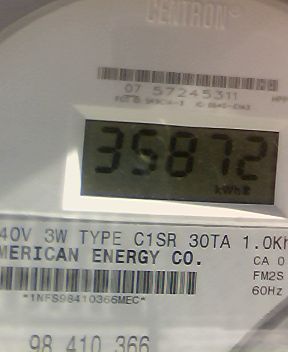 CENTRON®
07 57245311
35872
kWh
40V 3W TYPE C1SR 30TA 1.0Kh
MERICAN ENERGY CO.
CA 0
FM2S
60Hz
*1NFS98410366MEC*
98 410 366